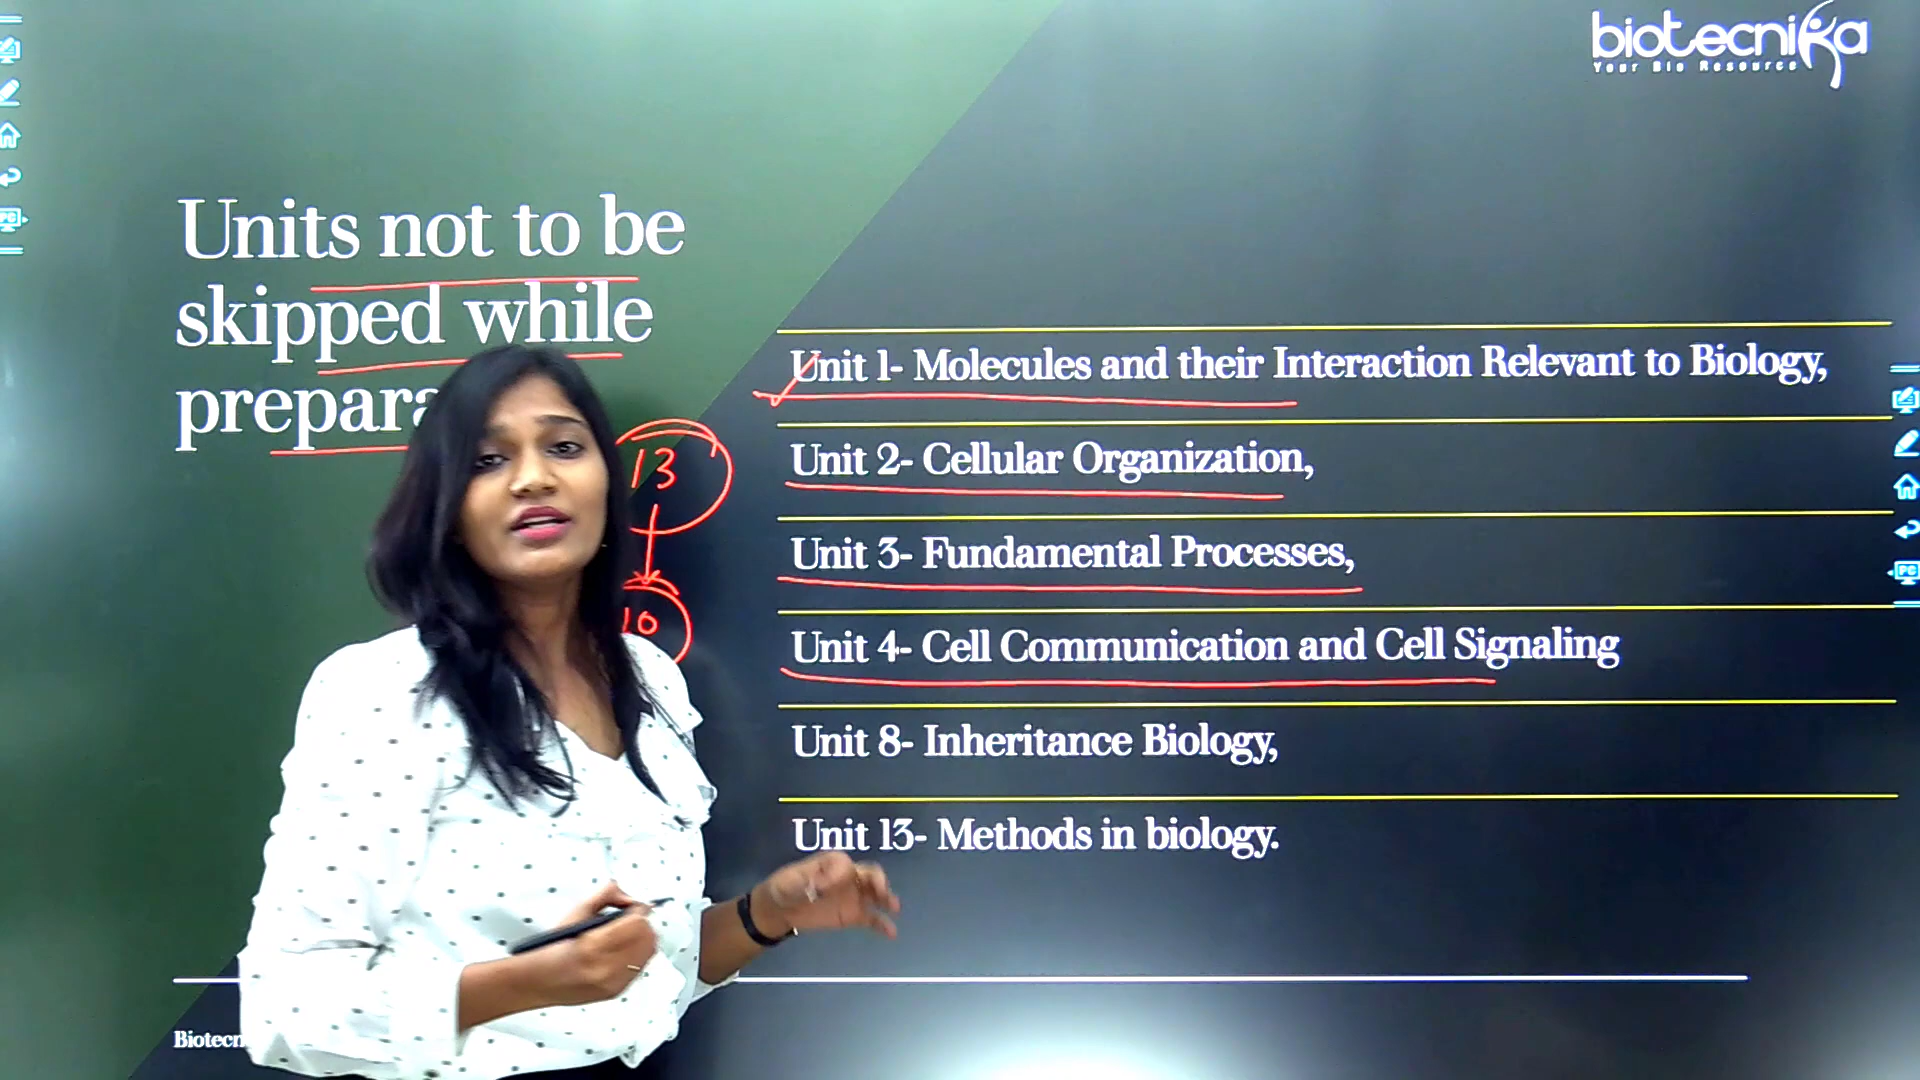 biotecnika
Your Bio Resource
Units not to be
skipped while
13
10
Unit 1- Molecules and their Interaction Relevant to Biology,
Unit 2- Cellular Organization,
Unit 3- Fundamental Processes,
Unit 4- Cell Communication and Cell Signaling
Unit 8- Inheritance Biology,
Unit 13- Methods in biology.
PC
PC